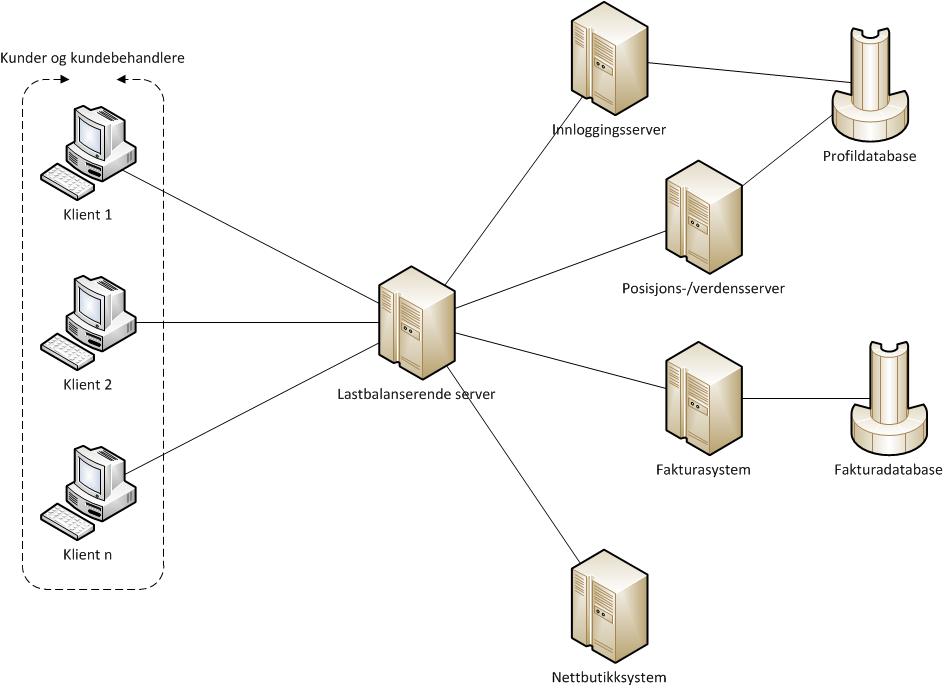 Kunder og kundebehandlere
Klient 1
Klient 2
Klient n
Lastbalanserende server
Innloggingsserver
Profildatabase
Posisjons-/verdensserver
Fakturasystem
Fakturadatabase
Nettbutikksystem